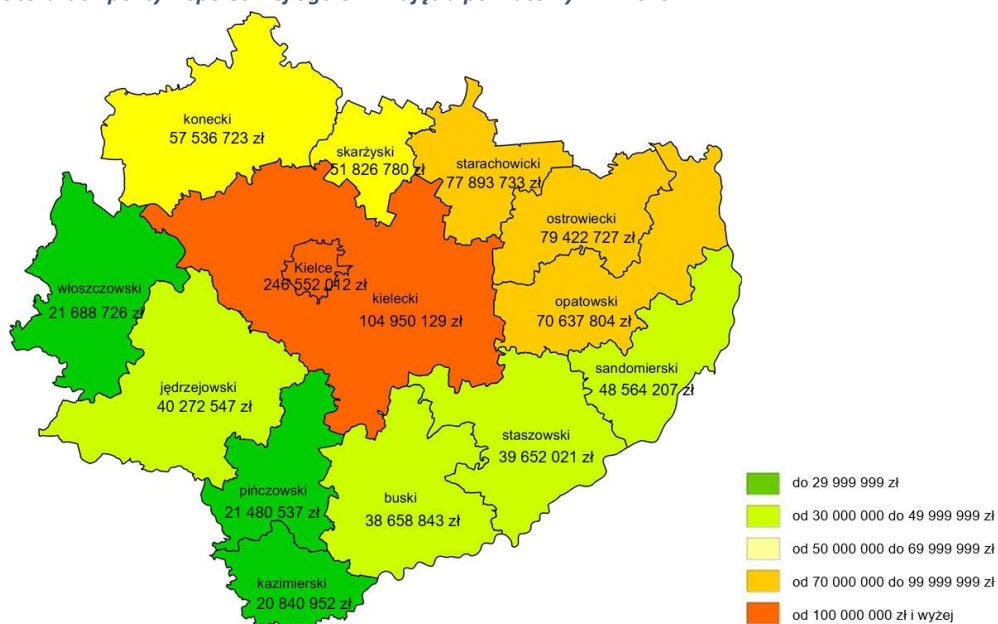 konecki
57 536 723 zł
skarżyski
51 826 780 zł
starachowicki
77 893 733 zł
ostrowiecki
79 422 727 zł
Kielce
246 552 012 zł
kielecki
104 950 129 zł
włoszczowski
21 688 726 zł
opatowski
70 637 804 zł
sandomierski
48 564 207 zł
jędrzejowski
40 272 547 zł
staszowski
39 652 021 zł
pińczowski
21 480 537 zł
buski
38 658 843 zł
kazimierski
20 840 952 zł
do 29 999 999 zł
od 30 000 000 do 49 999 999 zł
od 50 000 000 do 69 999 999 zł
od 70 000 000 do 99 999 999 zł
od 100 000 000 zł i wyżej